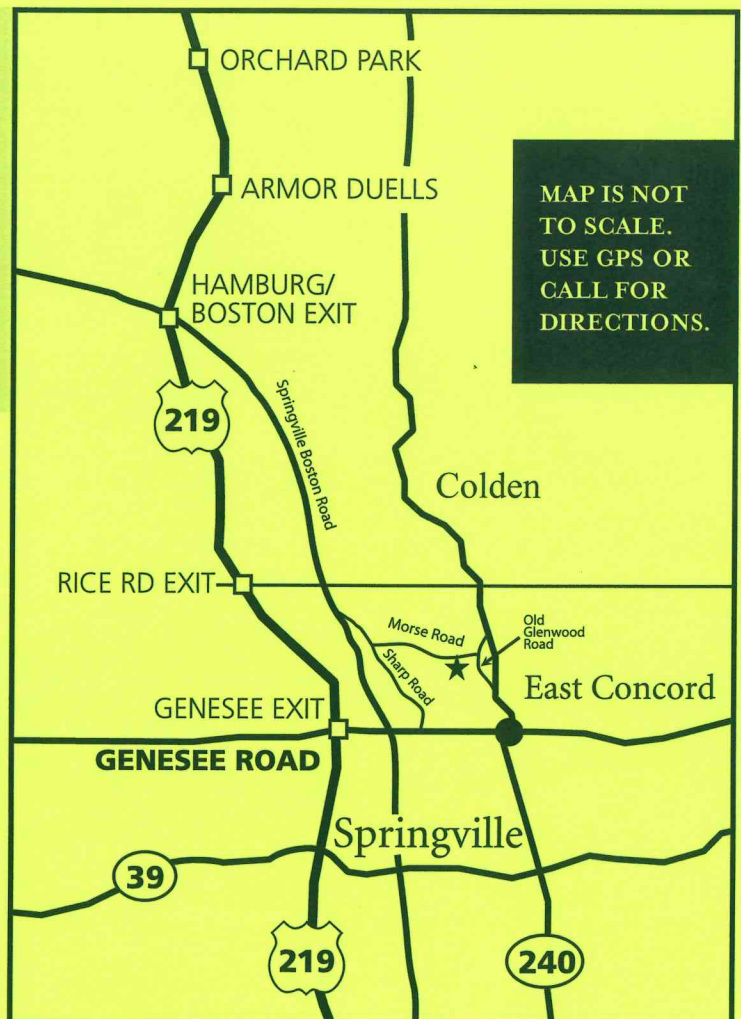 ORCHARD PARK
ARMOR DUELLS
MAP IS NOT
TO SCALE.
USE GPS OR
CALL FOR
DIRECTIONS.
HAMBURG/
BOSTON EXIT
219
Springville Boston Road
Colden
RICE RD EXIT
Morse Road
Old
Glenwood
Road
Sharp Road
East Concord
GENESEE EXIT
GENESEE ROAD
Springville
39
219
240